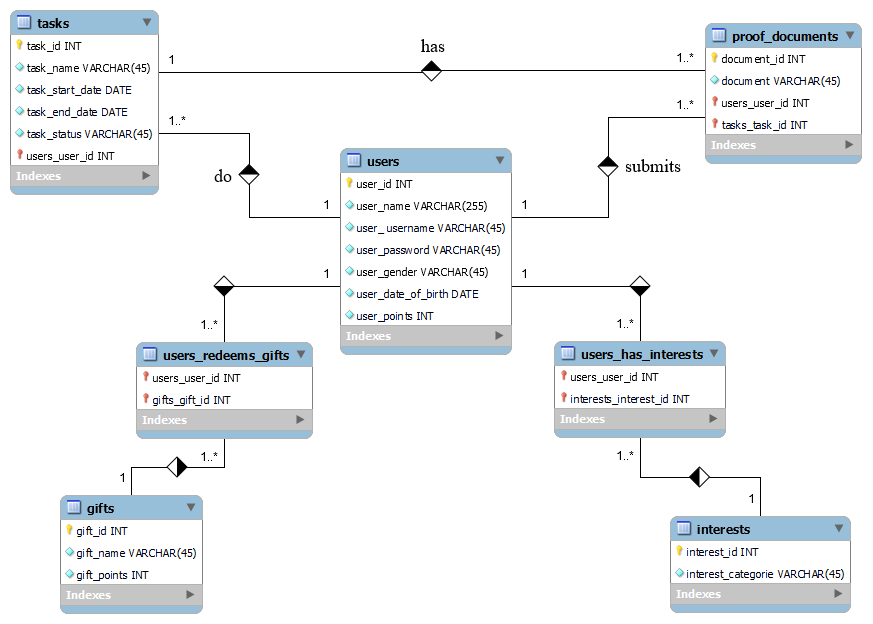 tasks
task_id INT
task_name VARCHAR(45)
task_start_date DATE
task_end_date DATE
task_status VARCHAR(45)
users_user_id INT
Indexes
1
has
1..*
proof_documents
document_id INT
document VARCHAR(45)
users_user_id INT
tasks_task_id INT
Indexes
1..*
do
1
1..*
submits
1
users
user_id INT
user_name VARCHAR(255)
user_username VARCHAR(45)
user_password VARCHAR(45)
user_gender VARCHAR(45)
user_date_of_birth DATE
user_points INT
Indexes
1
1..*
1
1..*
users_redeems_gifts
users_user_id INT
gifts_gift_id INT
Indexes
users_has_interests
users_user_id INT
interests_interest_id INT
Indexes
1..*
1
1..*
1
gifts
gift_id INT
gift_name VARCHAR(45)
gift_points INT
Indexes
interests
interest_id INT
interest_categorie VARCHAR(45)
Indexes